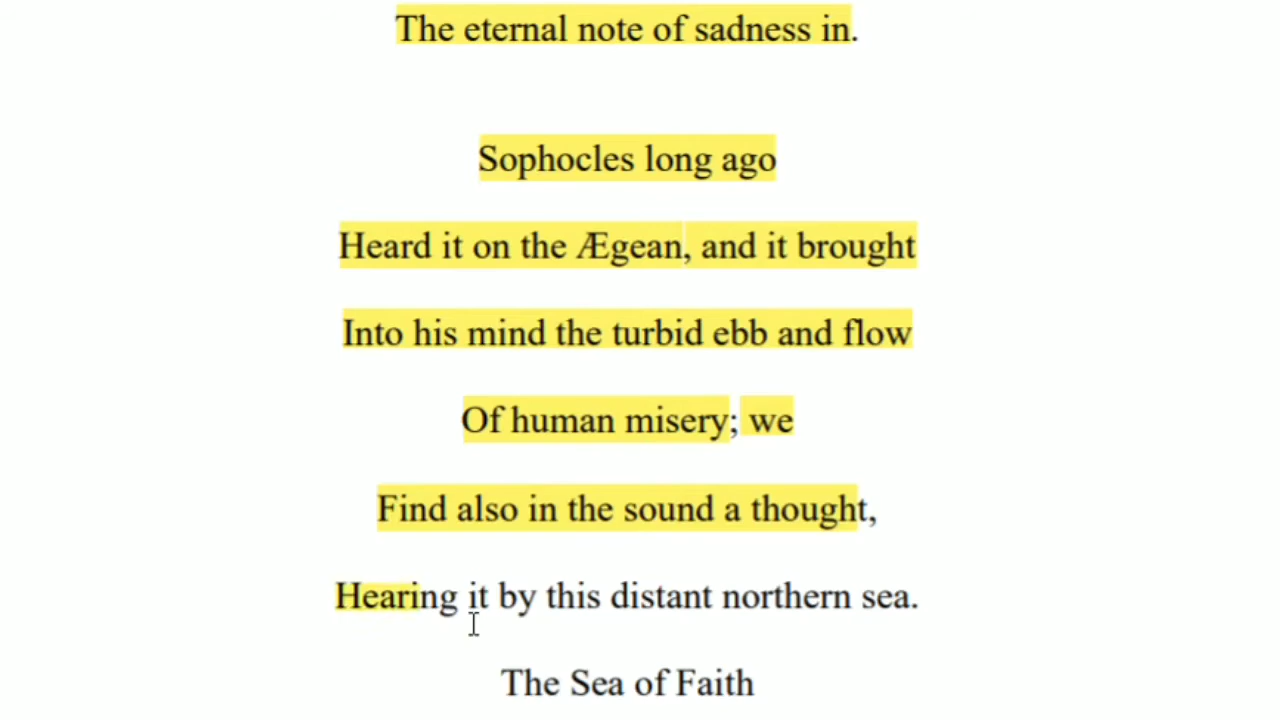 The eternal note of sadness in.
Sophocles long ago
Heard it on the Ægean, and it brought
Into his mind the turbid ebb and flow
Of human misery; we
Find also in the sound a thought,
Hearing it by this distant northern sea.
The Sea of Faith